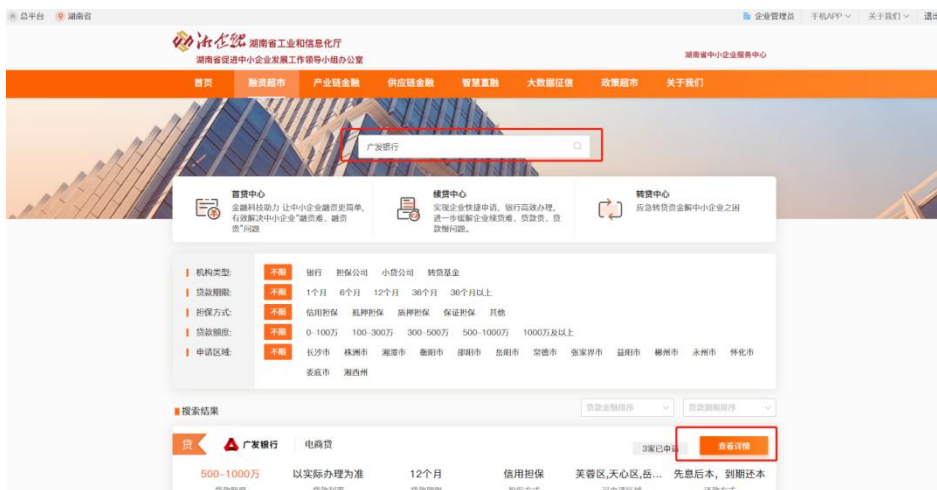 总平台 湖南省 企业管理员 手机APP 关于我们 退出
湖南省工业和信息化厅
湖南省促进中小企业发展工作领导小组办公室
湖南省中小企业服务中心
首页 融资超市 产业链金融 供应链金融 智慧直融 大数据征信 政策超市 关于我们
广发银行
首贷中心
金融科技助力 让中小企业融资更简单,
有效解决中小企业"融资难、融资
贵"问题
续贷中心
实现企业快捷申请, 银行高效办理,
进一步缓解企业续贷难、贷款贵、贷
款慢问题。
转贷中心
应急转贷资金解中小企业之困
机构类型: 不限 银行 担保公司 小贷公司 转贷基金
贷款期限: 不限 1个月 6个月 12个月 36个月 36个月以上
担保方式: 不限 信用担保 抵押担保 质押担保 保证担保 其他
贷款额度: 不限 0-100万 100-300万 300-500万 500-1000万 1000万及以上
申请区域: 不限 长沙市 株洲市 湘潭市 衡阳市 邵阳市 岳阳市 常德市 张家界市 益阳市 郴州市 永州市 怀化市
娄底市 湘西州
搜索结果 贷款金额排序 贷款期限排序
贷 广发银行 电商贷 3家已申请 查看详情
500-1000万 以实际办理为准 12个月 信用担保 芙蓉区,天心区,岳... 先息后本，到期还本